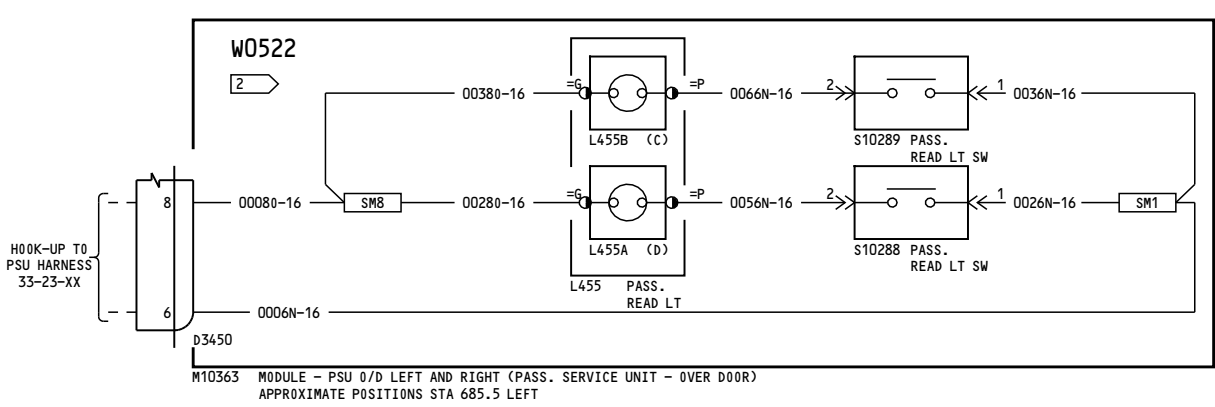 W0522
2
00380-16
=G
=P
0066N-16
2
1
0036N-16
L455B (C)
S10289 PASS.
READ LT SW
8
00080-16
SM8
00280-16
=G
=P
0056N-16
2
1
0026N-16
SM1
L455A (D)
S10288 PASS.
READ LT SW
HOOK-UP TO
PSU HARNESS
33-23-XX
L455 PASS.
READ LT
6
0006N-16
D3450
M10363 MODULE - PSU O/D LEFT AND RIGHT (PASS. SERVICE UNIT - OVER DOOR)
APPROXIMATE POSITIONS STA 685.5 LEFT